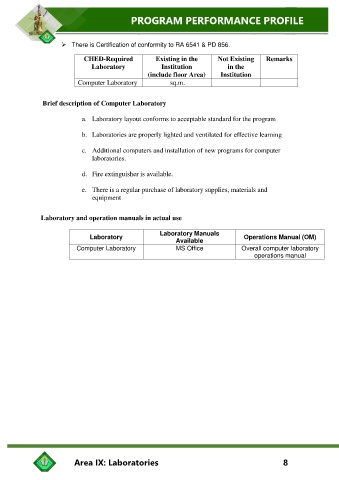 PROGRAM PERFORMANCE PROFILE
➢ There is Certification of conformity to RA 6541 & PD 856.
CHED-Required Laboratory | Existing in the Institution (include floor Area) | Not Existing in the Institution | Remarks
Computer Laboratory | sq.m.
Brief description of Computer Laboratory
a. Laboratory layout conforms to acceptable standard for the program
b. Laboratories are properly lighted and ventilated for effective learning
c. Additional computers and installation of new programs for computer
laboratories.
d. Fire extinguisher is available.
e. There is a regular purchase of laboratory supplies, materials and
equipment
Laboratory and operation manuals in actual use
Laboratory | Laboratory Manuals Available | Operations Manual (OM)
Computer Laboratory | MS Office | Overall computer laboratory operations manual
Area IX: Laboratories 8